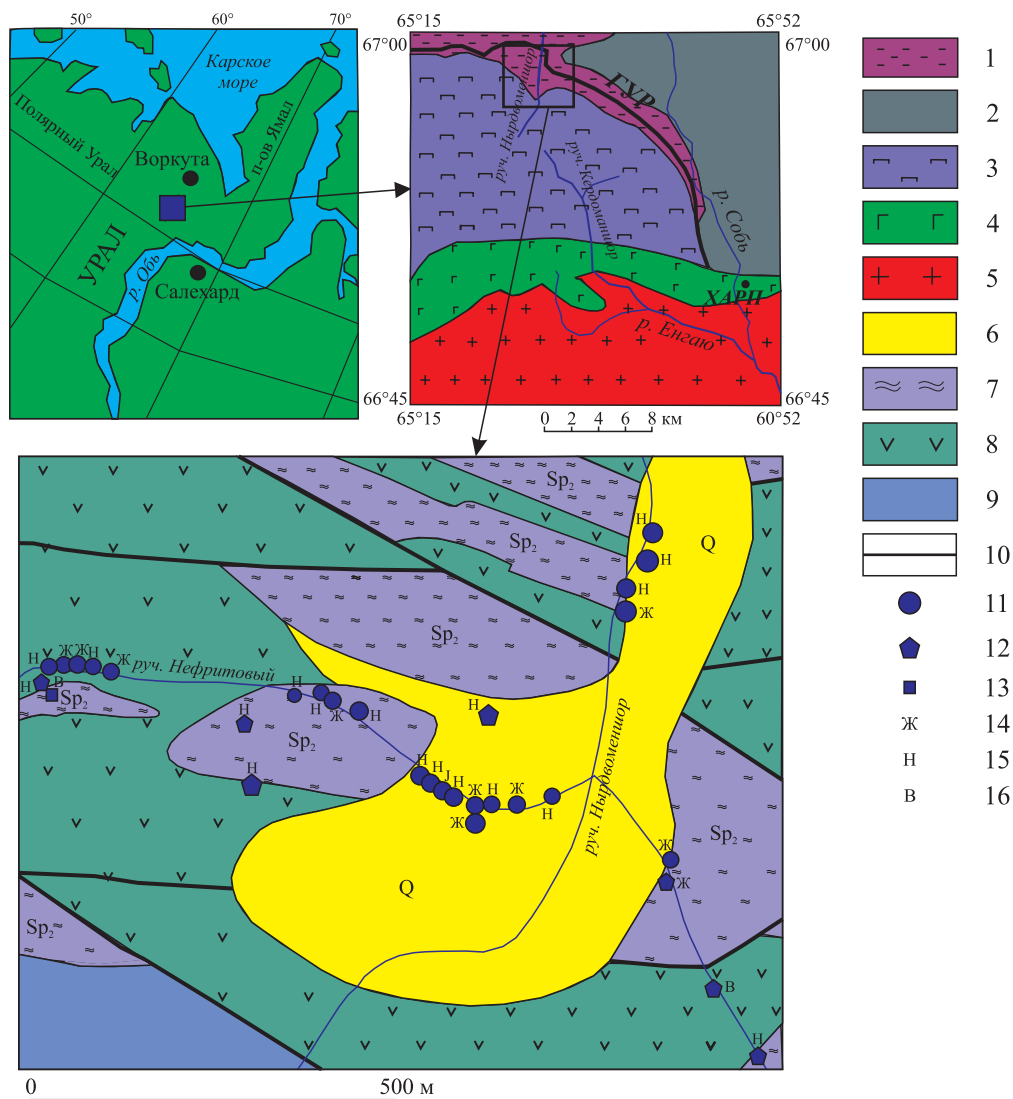 50°
60°
70°
Карское
море
Полярный Урал
п-ов Ямал
Воркута
УРАЛ
р. Обь
Салехард
65°15
65°52
67°00
67°00
руч. Нырвоменшор
ГУР
руч. Кердоманшор
р. Собь
ХАРП
р. Енгаю
66°45
66°45
65°15
60°52
0 2 4 6 8 км
1
2
3
4
5
6
7
8
9
10
11
12
13
Ж 14
Н 15
В 16
Sp2
Sp2
Q
Н
Н
Н
Ж
Sp2
Н Ж Ж Н Ж
руч. Нефритовый
Н В
Sp2
Н
Н
Ж
Н
Н
Sp2
Н
Н
руч. Нырвоменшор
Н
Н
Н
Ж Н Ж
Н
Ж
Sp2
Ж
Ж
Q
Sp2
В
Н
0 500 м